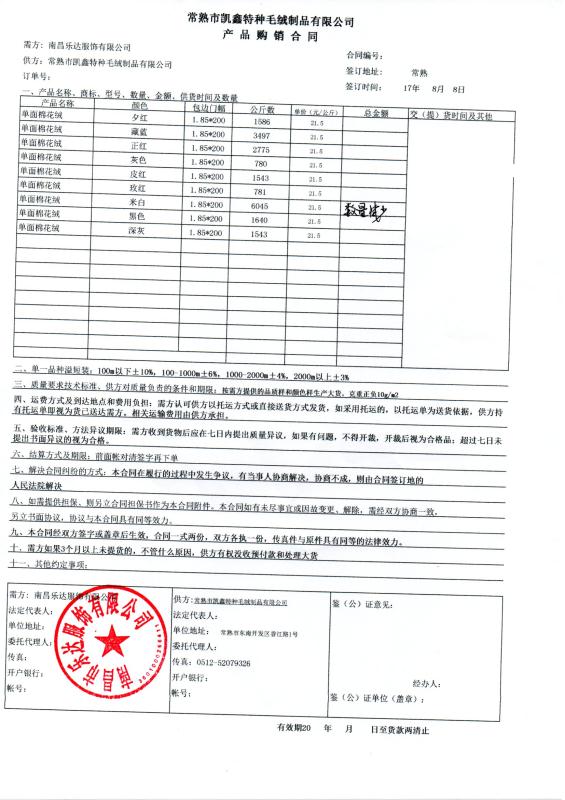 常熟市凯鑫特种毛绒制品有限公司
产品购销合同
需方：南昌乐达服饰有限公司
合同编号：
供方：常熟市凯鑫特种毛绒制品有限公司
签订地址： 常熟
订单号：
签订时间： 17年 8月 8日
一、产品名称、商标、型号、数量、金额、供货时间及数量
产品名称 颜色 包边门幅 公斤数 单价（元/公斤） 总金额 交（提）货时间及其他
单面棉花绒 夕红 1.85*200 1586 21.5
单面棉花绒 藏蓝 1.85*200 3497 21.5
单面棉花绒 正红 1.85*200 2775 21.5
单面棉花绒 灰色 1.85*200 780 21.5
单面棉花绒 皮红 1.85*200 1543 21.5
单面棉花绒 玫红 1.85*200 781 21.5
单面棉花绒 米白 1.85*200 6045 21.5 数量减少
单面棉花绒 黑色 1.85*200 1640 21.5
单面棉花绒 深灰 1.85*200 1543 21.5
二、单一品种溢短装：100m以下±10%，100-1000m±6%，1000-2000m±4%，2000m以上±3%
三、质量要求技术标准、供方对质量负责的条件和期限：按需方提供的品质样和颜色样生产大货，克重正负10g/m2
四、运费方式及到达地点和费用负担：需方认可供方以托运方式或直接送货方式发货，如采用托运的，以托运单为送货依据，供方持
有托运单即视为货已送达需方。相关运输费用由供方承担。
五、验收标准、方法异议期限：需方收到货物后应在七日内提出质量异议，如果有问题，不得开裁，开裁后视为合格品；超过七日未
提出书面异议的视为合格。
六、结算方式及期限：前面帐对清签字再下单
七、解决合同纠纷的方式：本合同在履行的过程中发生争议，有当事人协商解决，协商不成，则由合同签订地的
人民法院解决
八、如需提供担保、则另立合同担保书作为本合同附件。本合同如有未尽事宜或因故变更、解除，需经双方协商一致，
另立书面协议，协议与本合同具有同等效力。
九、本合同经双方签字或盖章后生效，合同一式两份，双方各执一份，传真件与原件具有同等的法律效力。
十、需方如果3个月以上未提货的，不管什么原因，供方有权没收预付款和处理大货
十一、其他约定事项：
需方：南昌乐达服饰有限公司
法定代表人：
单位地址：
委托代理人：
传真：
开户银行：
帐号：
南昌市乐达服饰有限公司
供方：常熟市凯鑫特种毛绒制品有限公司
法定代表人：
单位地址： 常熟市东南开发区香江路1号
委托代理人：
传真：0512-52079326
开户银行：
帐号：
签（公）证意见：
经办人：
签（公）证单位（盖章）：
有效期20 年 月 日至货款两清止